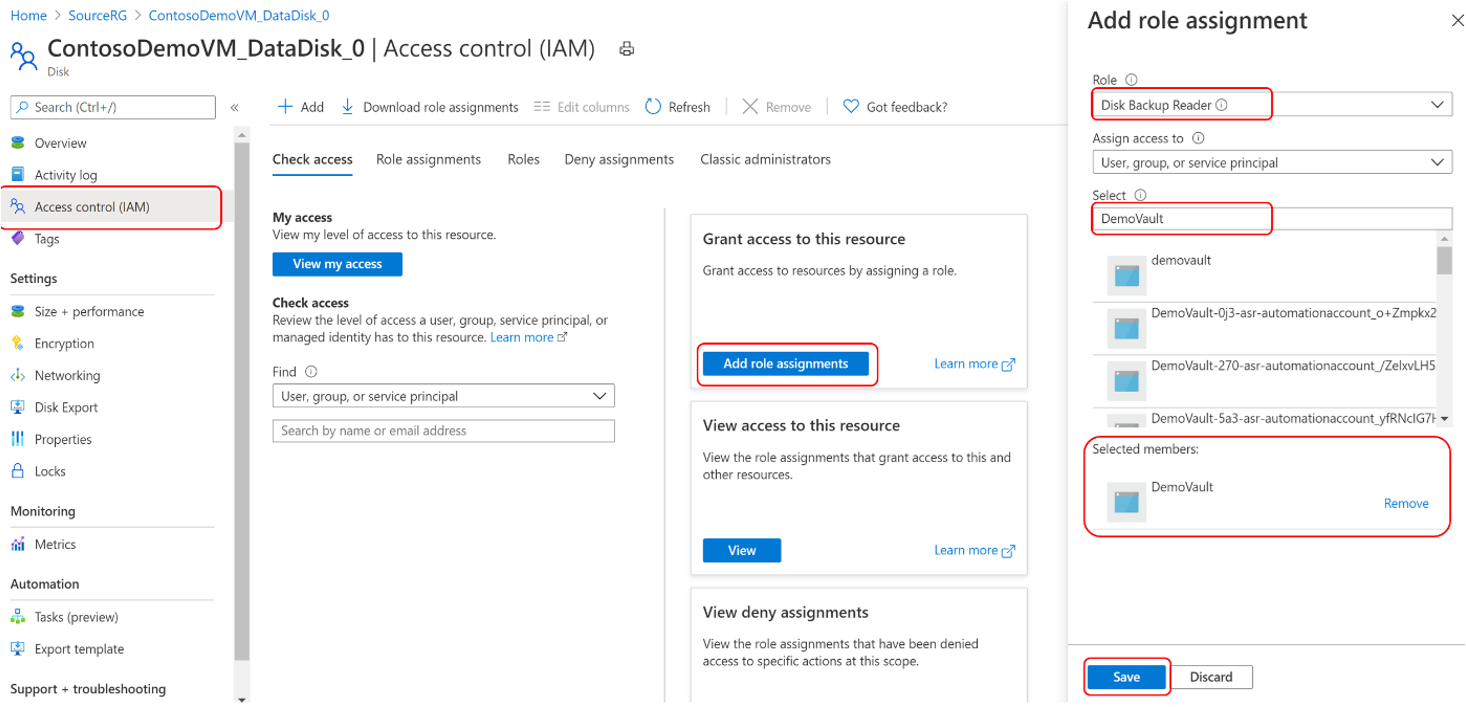 Home > SourceRG > ContosoDemoVM_DataDisk_0
ContosoDemoVM_DataDisk_0 | Access control (IAM)
Disk
Search (Ctrl+/)
«
Overview
Activity log
Access control (IAM)
Tags
Settings
Size + performance
Encryption
Networking
Disk Export
Properties
Locks
Monitoring
Metrics
Automation
Tasks (preview)
Export template
Support + troubleshooting
Add Download role assignments Edit columns Refresh Remove Got feedback?
Check access Role assignments Roles Deny assignments Classic administrators
My access
View my level of access to this resource.
View my access
Check access
Review the level of access a user, group, service principal, or
managed identity has to this resource. Learn more
Find
User, group, or service principal
Search by name or email address
Grant access to this resource
Grant access to resources by assigning a role.
Add role assignments Learn more
View access to this resource
View the role assignments that grant access to this and
other resources.
View Learn more
View deny assignments
View the role assignments that have been denied
access to specific actions at this scope.
Add role assignment
Role
Disk Backup Reader
Assign access to
User, group, or service principal
Select
DemoVault
demovault
DemoVault-0j3-asr-automationaccount_o+Zmpkx2
DemoVault-270-asr-automationaccount_/ZelxvLH5
DemoVault-5a3-asr-automationaccount_yfRNcIG7H
Selected members:
DemoVault
Remove
Save Discard